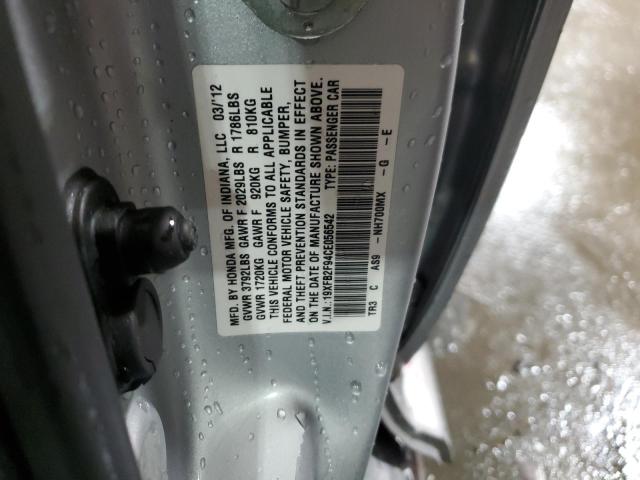 MFD. BY HONDA MFG. OF INDIANA, LLC 03/'12
GVWR 3792LBS GAWR F 2029LBS R 1786LBS
GVWR 1720KG GAWR F 920KG R 810KG
THIS VEHICLE CONFORMS TO ALL APPLICABLE
FEDERAL MOTOR VEHICLE SAFETY, BUMPER,
AND THEFT PREVENTION STANDARDS IN EFFECT
ON THE DATE OF MANUFACTURE SHOWN ABOVE.
V.I.N.:19XFB2F94CE056542 TYPE: PASSENGER CAR
TR3 C AS9 -NH700MIX -G -E